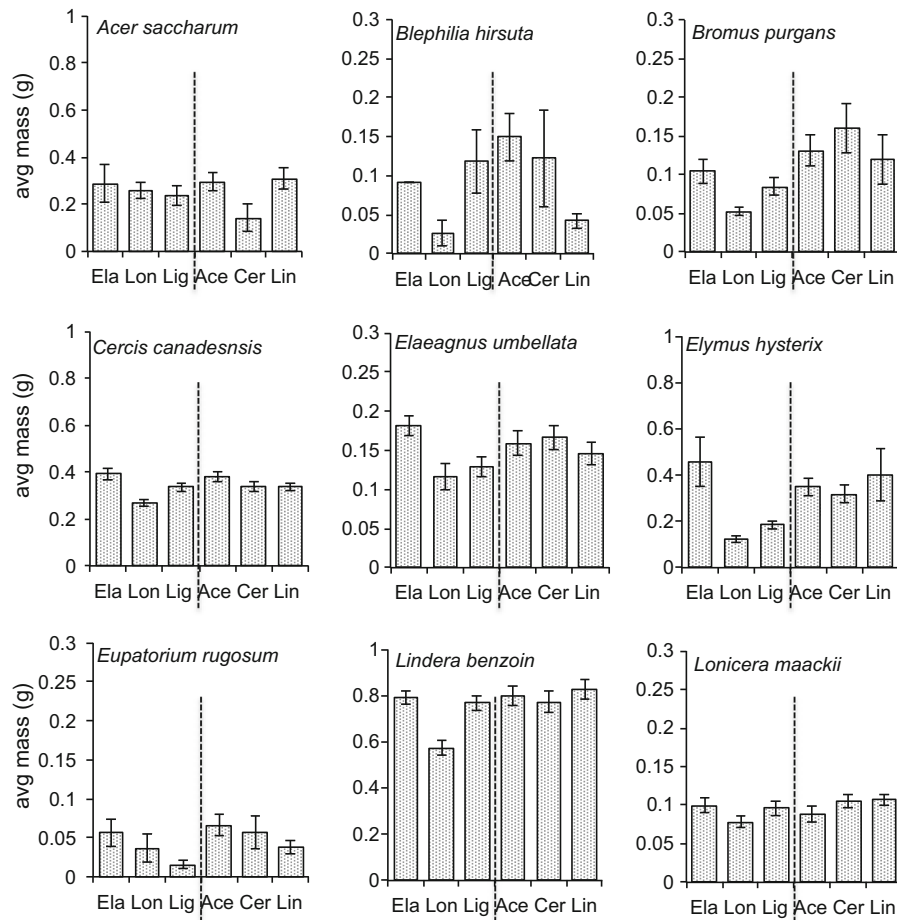 Acer saccharum
avg mass (g)
1
0.8
0.6
0.4
0.2
0
Ela Lon Lig Ace Cer Lin
Blephilia hirsuta
0.3
0.25
0.2
0.15
0.1
0.05
0
Ela Lon Lig Ace Cer Lin
Bromus purgans
0.3
0.25
0.2
0.15
0.1
0.05
0
Ela Lon Lig Ace Cer Lin
Cercis canadesnsis
avg mass (g)
1
0.8
0.6
0.4
0.2
0
Ela Lon Lig Ace Cer Lin
Elaeagnus umbellata
0.3
0.25
0.2
0.15
0.1
0.05
0
Ela Lon Lig Ace Cer Lin
Elymus hysterix
1
0.8
0.6
0.4
0.2
0
Ela Lon Lig Ace Cer Lin
Eupatorium rugosum
avg mass (g)
0.3
0.25
0.2
0.15
0.1
0.05
0
Ela Lon Lig Ace Cer Lin
Lindera benzoin
1
0.8
0.6
0.4
0.2
0
Ela Lon Lig Ace Cer Lin
Lonicera maackii
0.3
0.25
0.2
0.15
0.1
0.05
0
Ela Lon Lig Ace Cer Lin